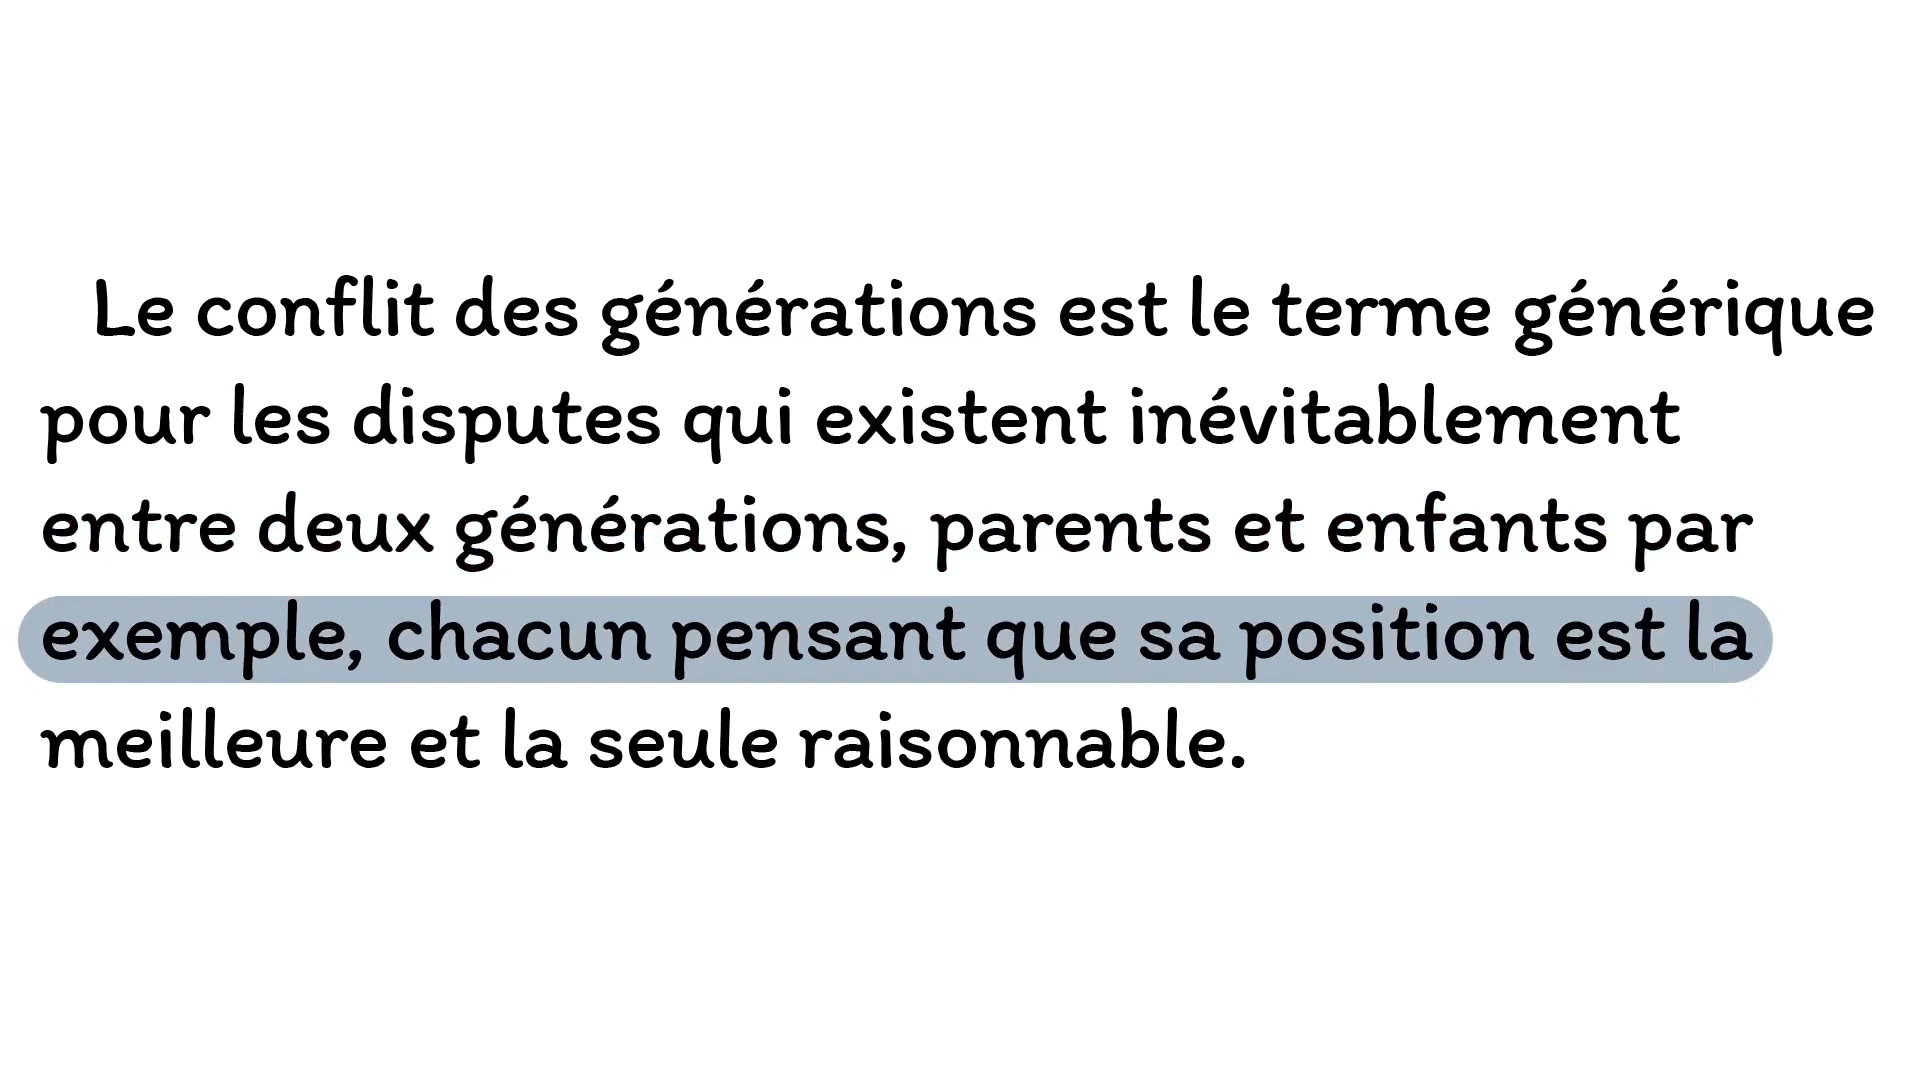 Le conflit des générations est le terme générique
pour les disputes qui existent inévitablement
entre deux générations, parents et enfants par
exemple, chacun pensant que sa position est la
meilleure et la seule raisonnable.